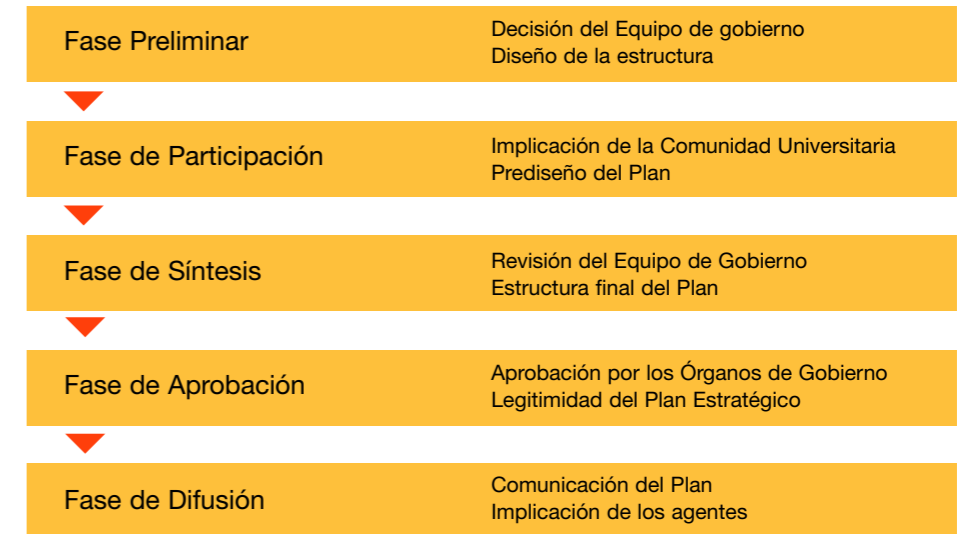 Fase Preliminar
Decisión del Equipo de gobierno
Diseño de la estructura
Fase de Participación
Implicación de la Comunidad Universitaria
Prediseño del Plan
Fase de Síntesis
Revisión del Equipo de Gobierno
Estructura final del Plan
Fase de Aprobación
Aprobación por los Órganos de Gobierno
Legitimidad del Plan Estratégico
Fase de Difusión
Comunicación del Plan
Implicación de los agentes